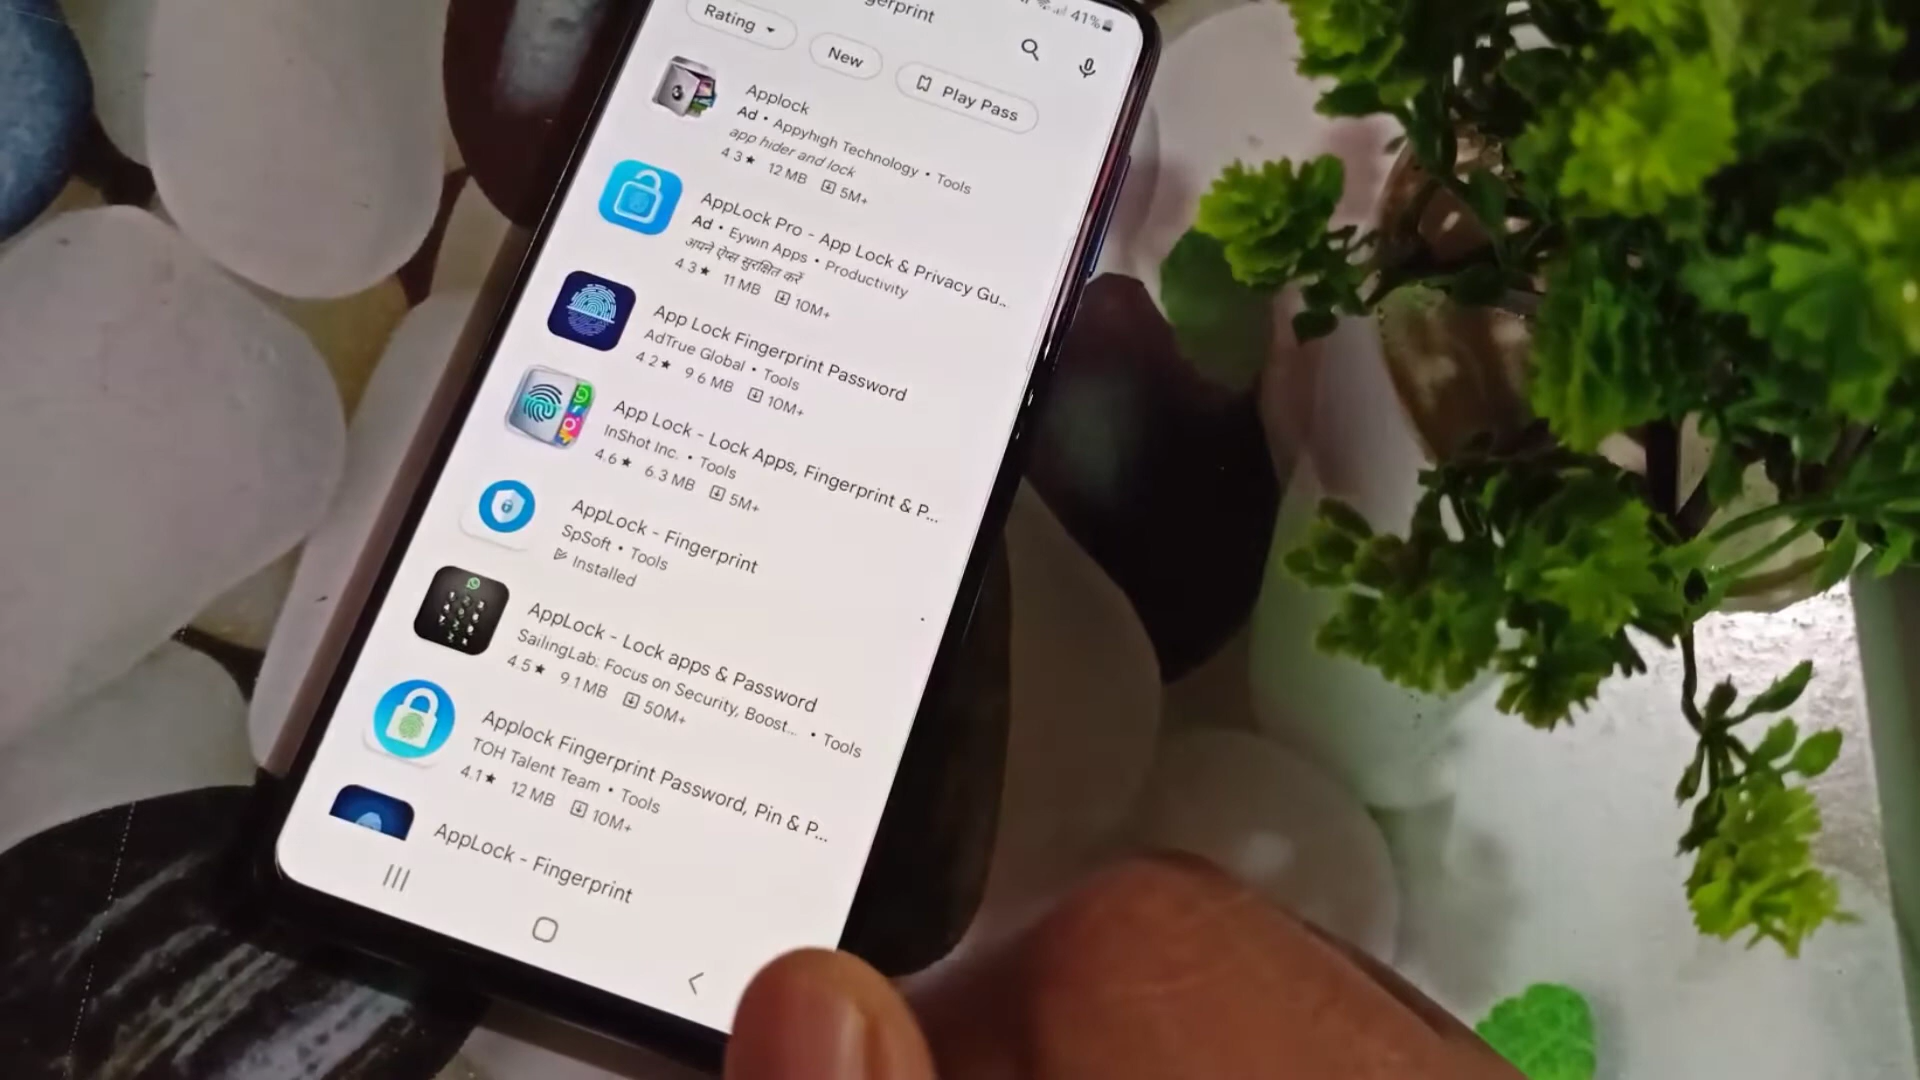 gerprint
41%
Rating
New
Play Pass
Applock
Ad • Appyhigh Technology • Tools
app hider and lock
4.3★ 12 MB 5M+
AppLock Pro - App Lock & Privacy Gu...
Ad • Eywin Apps • Productivity
अपने ऐप्स सुरक्षित करें
4.3★ 11 MB 10M+
App Lock Fingerprint Password
AdTrue Global • Tools
4.2★ 9.6 MB 10M+
App Lock - Lock Apps, Fingerprint & P...
InShot Inc. • Tools
4.6★ 6.3 MB 5M+
AppLock - Fingerprint
SpSoft • Tools
Installed
AppLock - Lock apps & Password
SailingLab: Focus on Security, Boost... • Tools
4.5★ 9.1 MB 50M+
Applock Fingerprint Password, Pin & P...
TOH Talent Team • Tools
4.1★ 12 MB 10M+
AppLock - Fingerprint